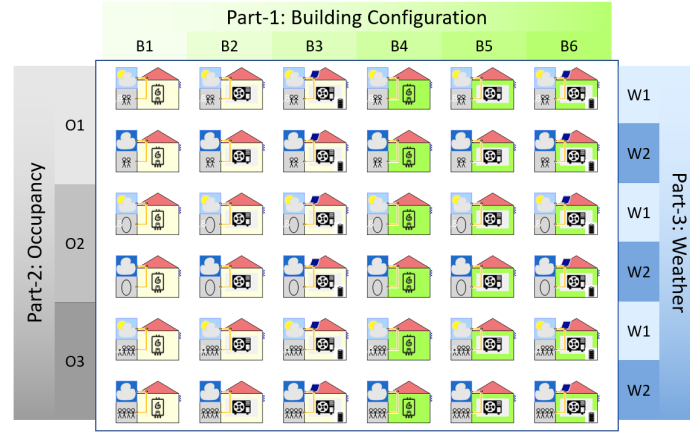 Part-1: Building Configuration
B1 B2 B3 B4 B5 B6
Part-2: Occupancy
O1
O2
O3
W1
W2
W1
W2
W1
W2
Part-3: Weather